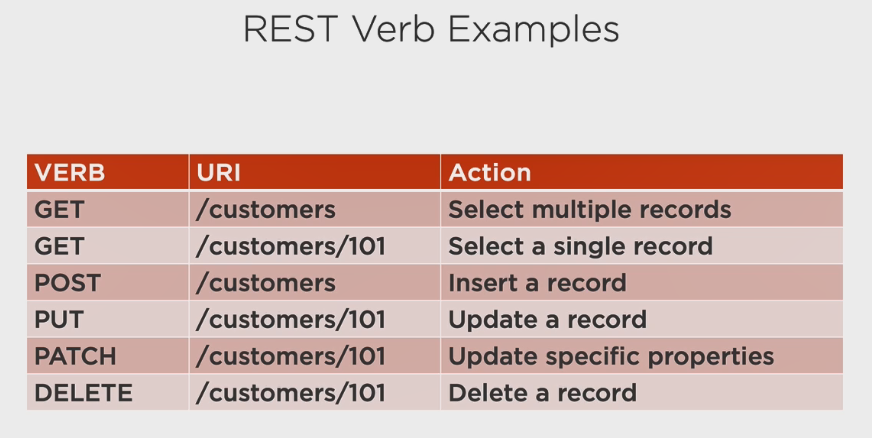 REST Verb Examples
VERB URI Action
GET /customers Select multiple records
GET /customers/101 Select a single record
POST /customers Insert a record
PUT /customers/101 Update a record
PATCH /customers/101 Update specific properties
DELETE /customers/101 Delete a record